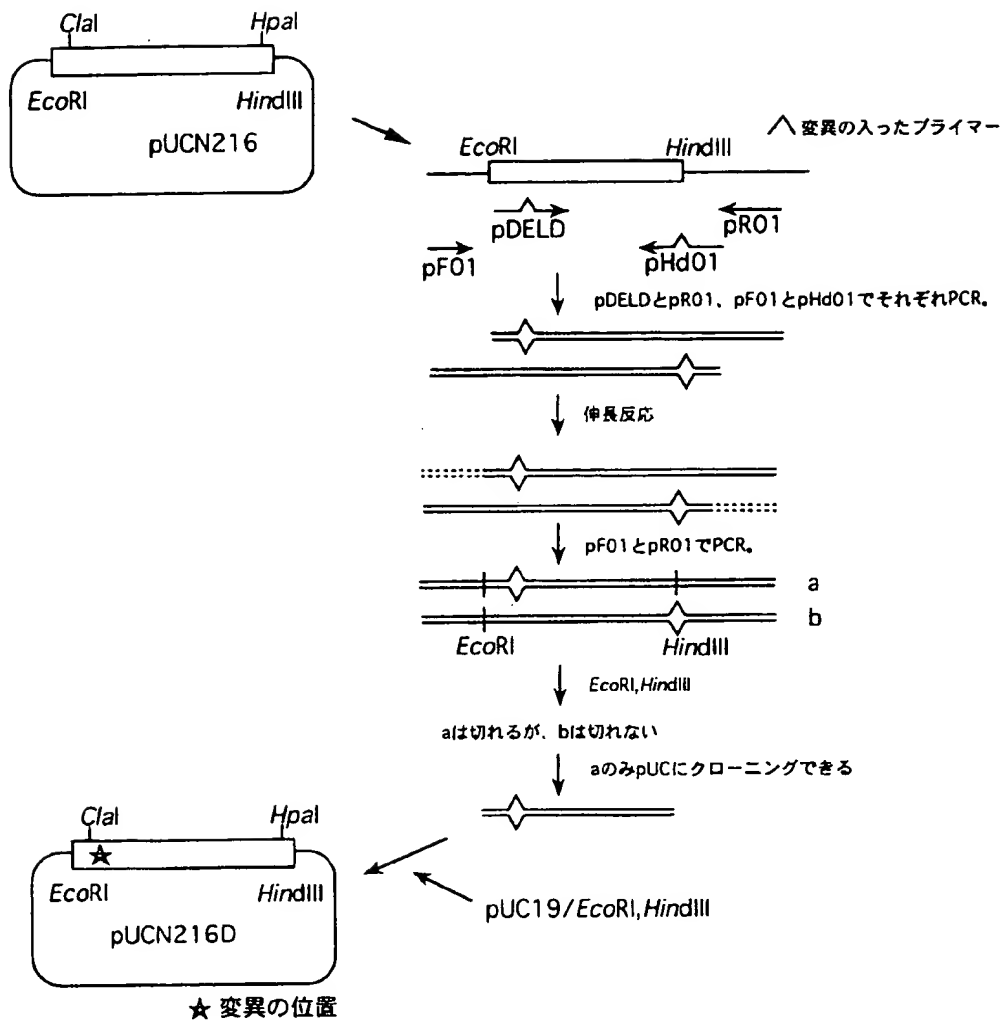 ClaI
HpaI
EcoRI
HindIII
pUCN216
∧ 変異の入ったプライマー
EcoRI
HindIII
pDELD
pR01
pF01
pHd01
pDELDとpR01、pF01とpHd01でそれぞれPCR。
伸長反応
pF01とpR01でPCR。
a
b
EcoRI
HindIII
EcoRI,HindIII
aは切れるが、bは切れない
aのみpUCにクローニングできる
ClaI
HpaI
EcoRI
HindIII
pUC19/EcoRI,HindIII
pUCN216D
☆ 変異の位置